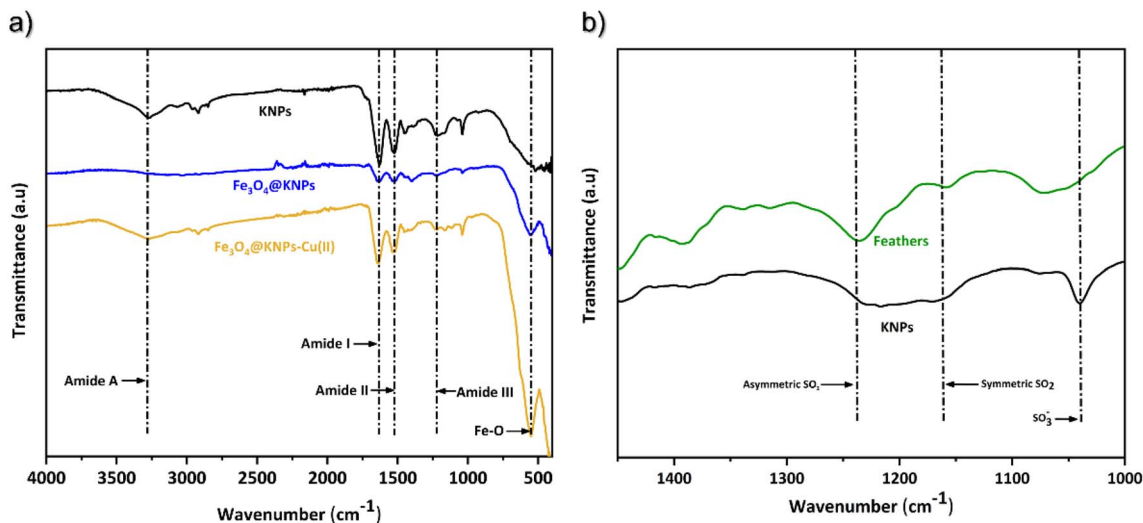 a)
KNPs
Fe₃O₄@KNPs
Fe₃O₄@KNPs-Cu(II)
Amide I
Amide A
Amide II
Amide III
Fe-O
Transmittance (a.u)
4000 3500 3000 2500 2000 1500 1000 500
Wavenumber (cm⁻¹)
b)
Feathers
KNPs
Asymmetric SO₂
Symmetric SO₂
SO₃⁻
Transmittance (a.u)
1400 1300 1200 1100 1000
Wavenumber (cm⁻¹)